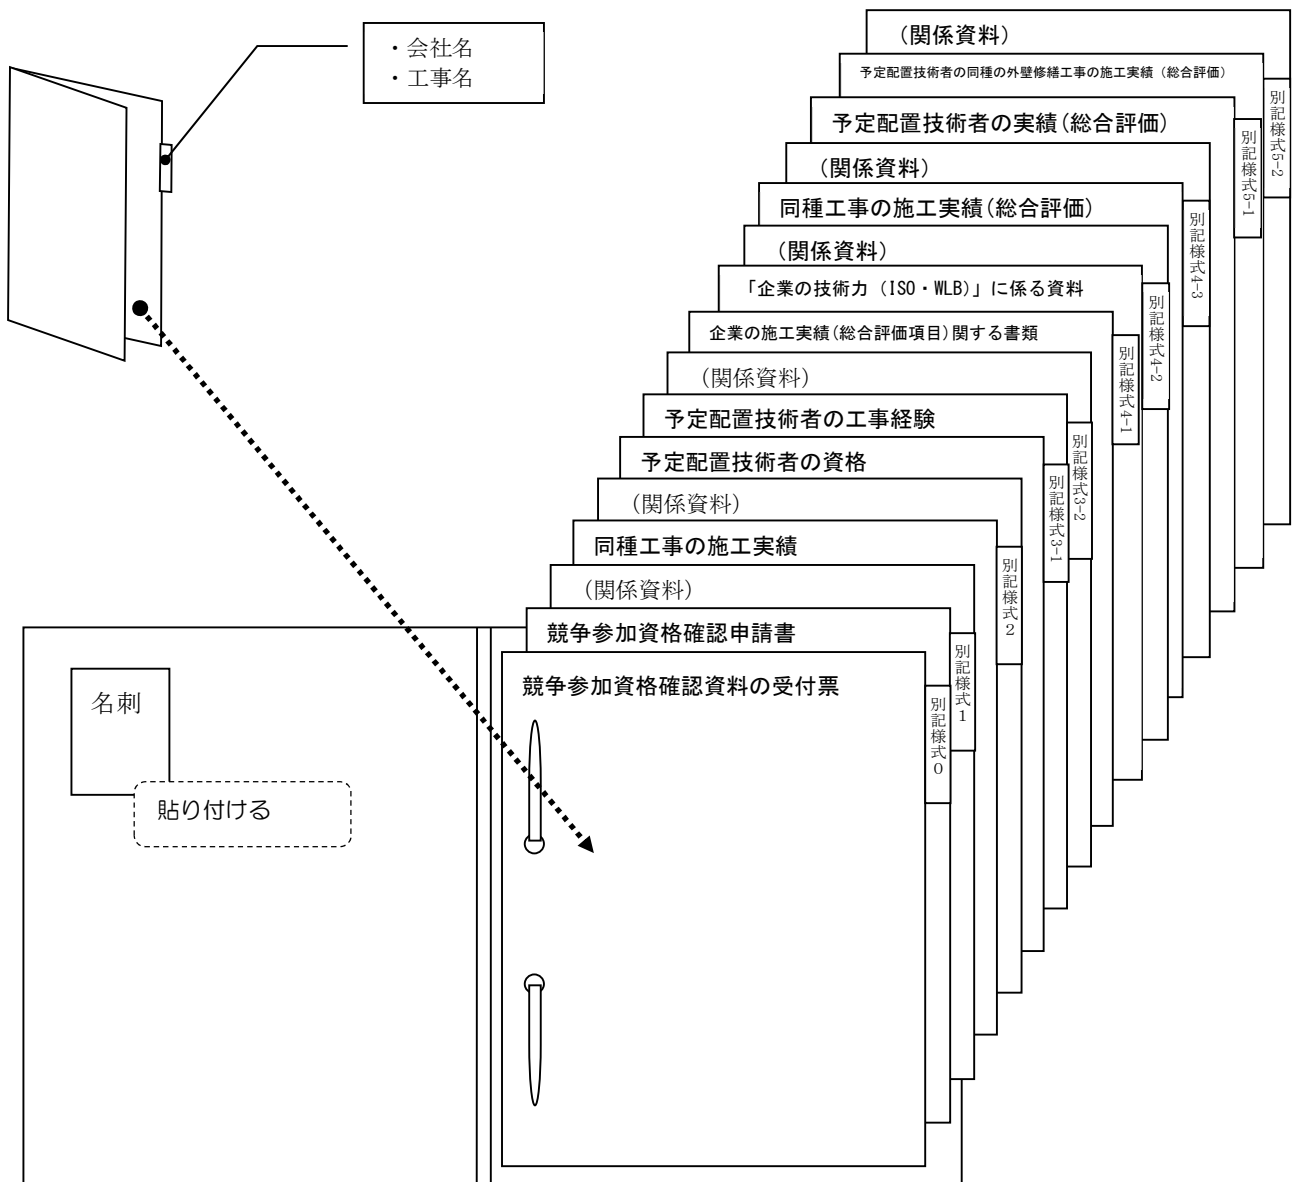 ・会社名
・工事名
(関係資料)
予定配置技術者の同種の外壁修繕工事の施工実績（総合評価）
別記様式5-2
予定配置技術者の実績(総合評価)
別記様式5-1
(関係資料)
同種工事の施工実績(総合評価)
別記様式4-3
(関係資料)
「企業の技術力（ISO・WLB）」に係る資料
別記様式4-2
企業の施工実績(総合評価項目)関する書類
別記様式4-1
(関係資料)
予定配置技術者の工事経験
別記様式3-2
予定配置技術者の資格
別記様式3-1
(関係資料)
同種工事の施工実績
別記様式2
(関係資料)
競争参加資格確認申請書
別記様式1
競争参加資格確認資料の受付票
別記様式0
名刺
貼り付ける